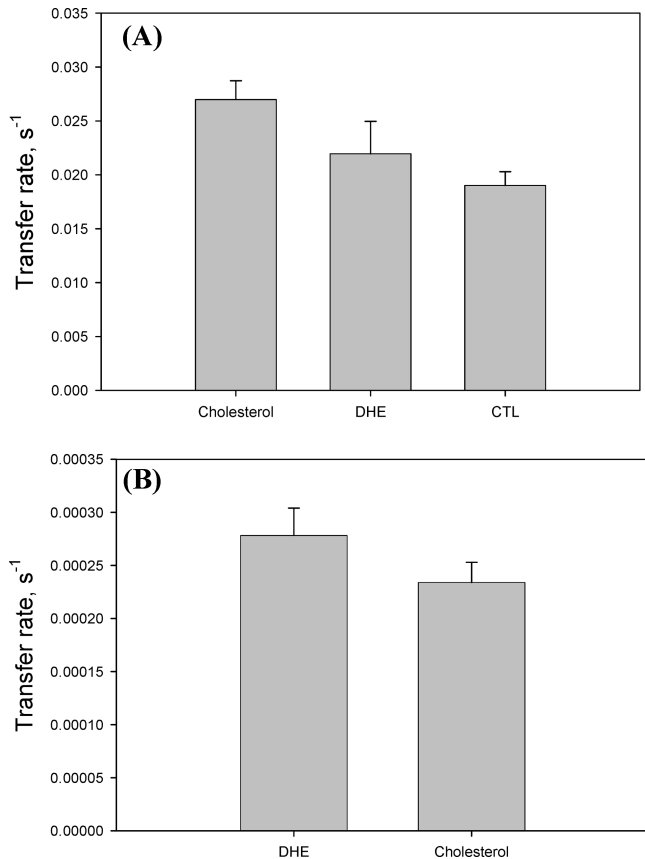 (A)
Transfer rate, s-1
0.035
0.030
0.025
0.020
0.015
0.010
0.005
0.000
Cholesterol DHE CTL
(B)
Transfer rate, s-1
0.00035
0.00030
0.00025
0.00020
0.00015
0.00010
0.00005
0.00000
DHE Cholesterol